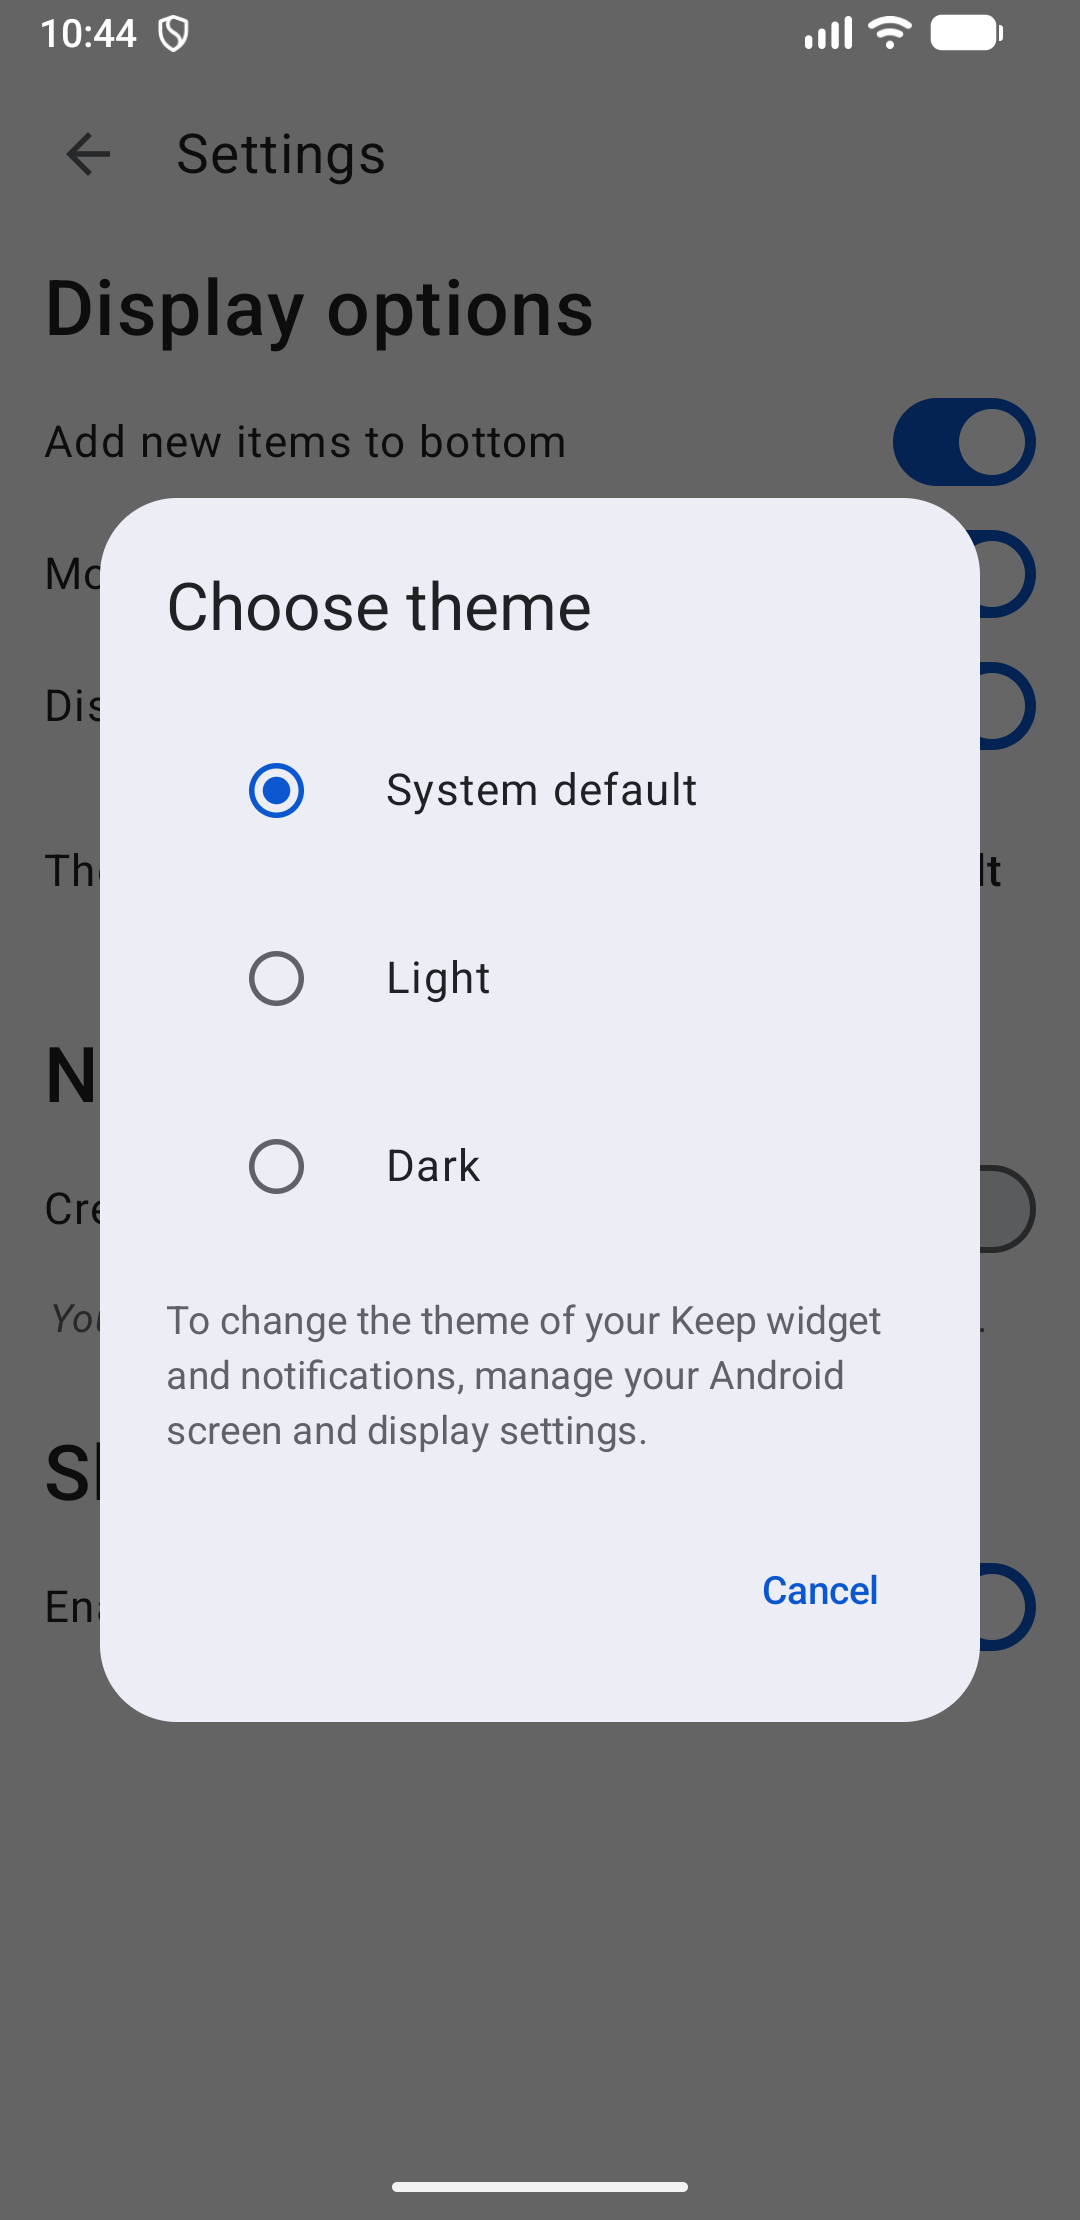 10:44
Settings
Display options
Add new items to bottom
Choose theme
System default
Light
Dark
To change the theme of your Keep widget
and notifications, manage your Android
screen and display settings.
Cancel